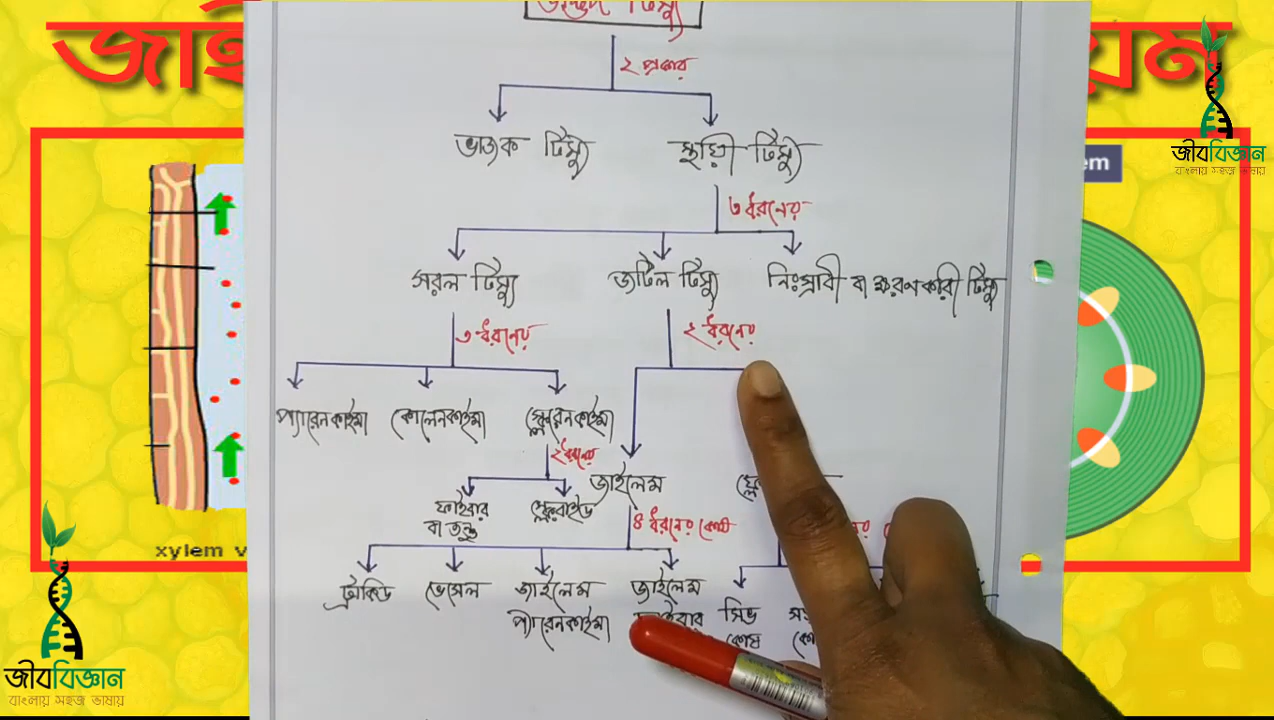 উদ্ভিদ টিস্যু
২ প্রকার
ভাজক টিস্যু
স্থায়ী টিস্যু
৩ ধরনের
সরল টিস্যু
জটিল টিস্যু
নিঃস্রাবী বা ক্ষরণকারী টিস্যু
৩ ধরনের
২ ধরনের
প্যারেনকাইমা
কোলেনকাইমা
স্ক্লেরেনকাইমা
২ ধরনের
জাইলেম
ফাইবার
বা তন্তু
স্ক্লেরাইড
৪ ধরনের কোষ
ট্রাকিড
ভেসেল
জাইলেম
প্যারেনকাইমা
জাইলেম
সিভ
কোষ
xylem
জীববিজ্ঞান
বাংলায় সহজ ভাষায়
জীববিজ্ঞান
বাংলায় সহজ ভাষায়